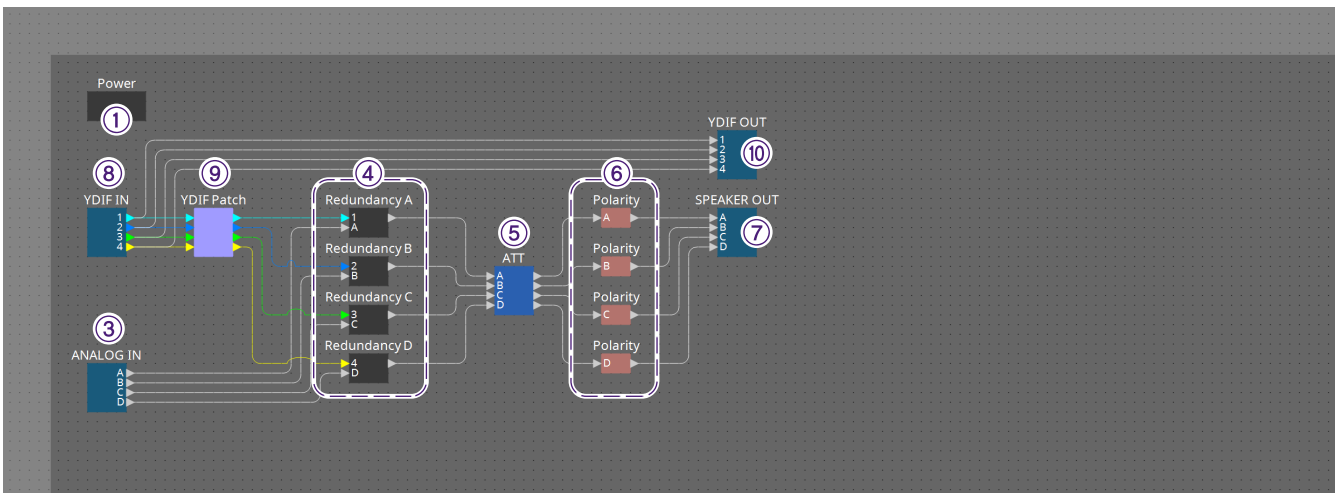 Power
①
YDIF OUT
1
2
3
4
⑩
⑧
YDIF IN
1
2
3
4
⑨
YDIF Patch
④
Redundancy A
1
A
Redundancy B
2
B
Redundancy C
3
C
Redundancy D
4
D
⑤
ATT
A
B
C
D
⑥
Polarity
A
Polarity
B
Polarity
C
Polarity
D
SPEAKER OUT
A
B
C
D
⑦
③
ANALOG IN
A
B
C
D